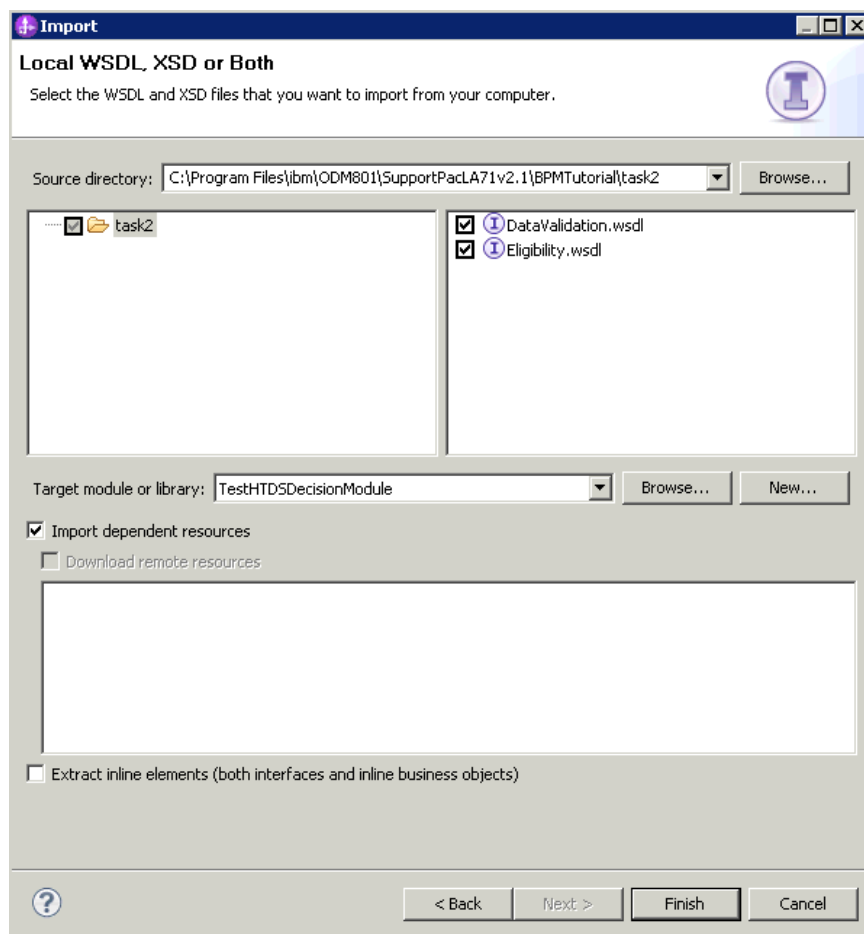 Import
Local WSDL, XSD or Both
Select the WSDL and XSD files that you want to import from your computer.
Source directory: C:\Program Files\ibm\ODM801\SupportPacLA71v2.1\BPMTutorial\task2 Browse...
task2
DataValidation.wsdl
Eligibility.wsdl
Target module or library: TestHTDSDecisionModule Browse... New...
Import dependent resources
Download remote resources
Extract inline elements (both interfaces and inline business objects)
? < Back Next > Finish Cancel